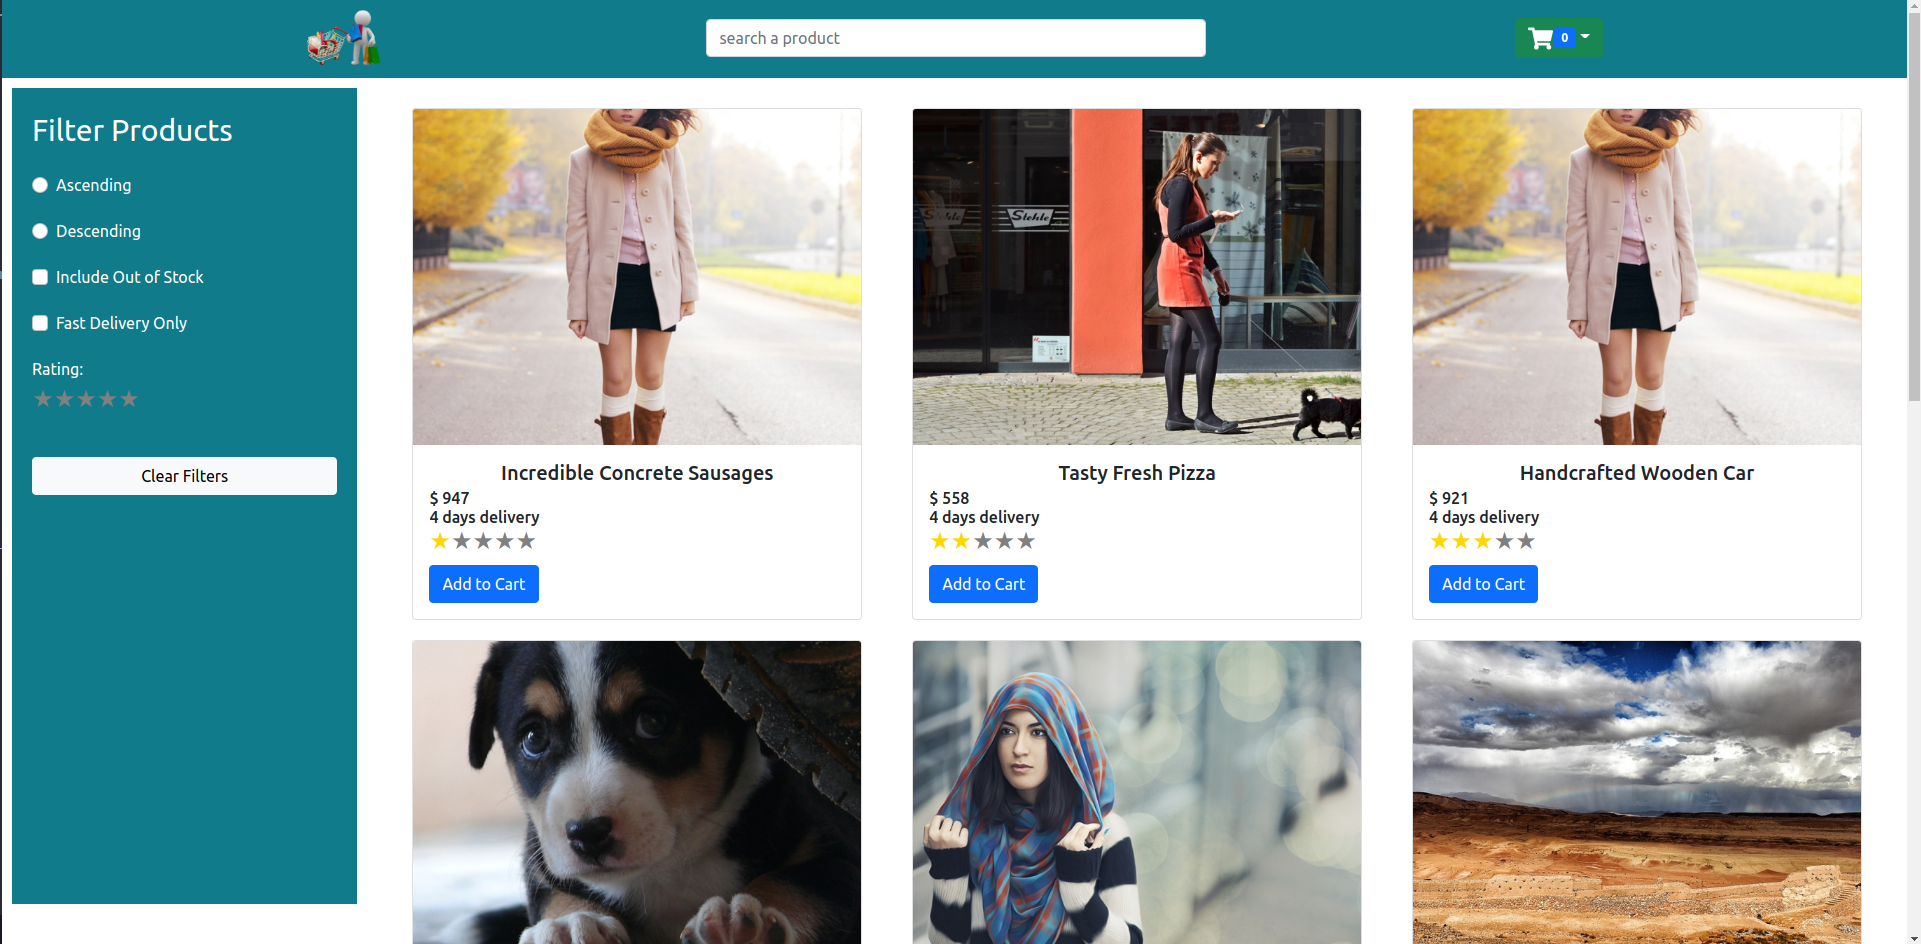 search a product
0
Filter Products
Ascending
Descending
Include Out of Stock
Fast Delivery Only
Rating:
Clear Filters
Stehle
Stehle
Incredible Concrete Sausages
$ 947
4 days delivery
Add to Cart
Tasty Fresh Pizza
$ 558
4 days delivery
Add to Cart
Handcrafted Wooden Car
$ 921
4 days delivery
Add to Cart